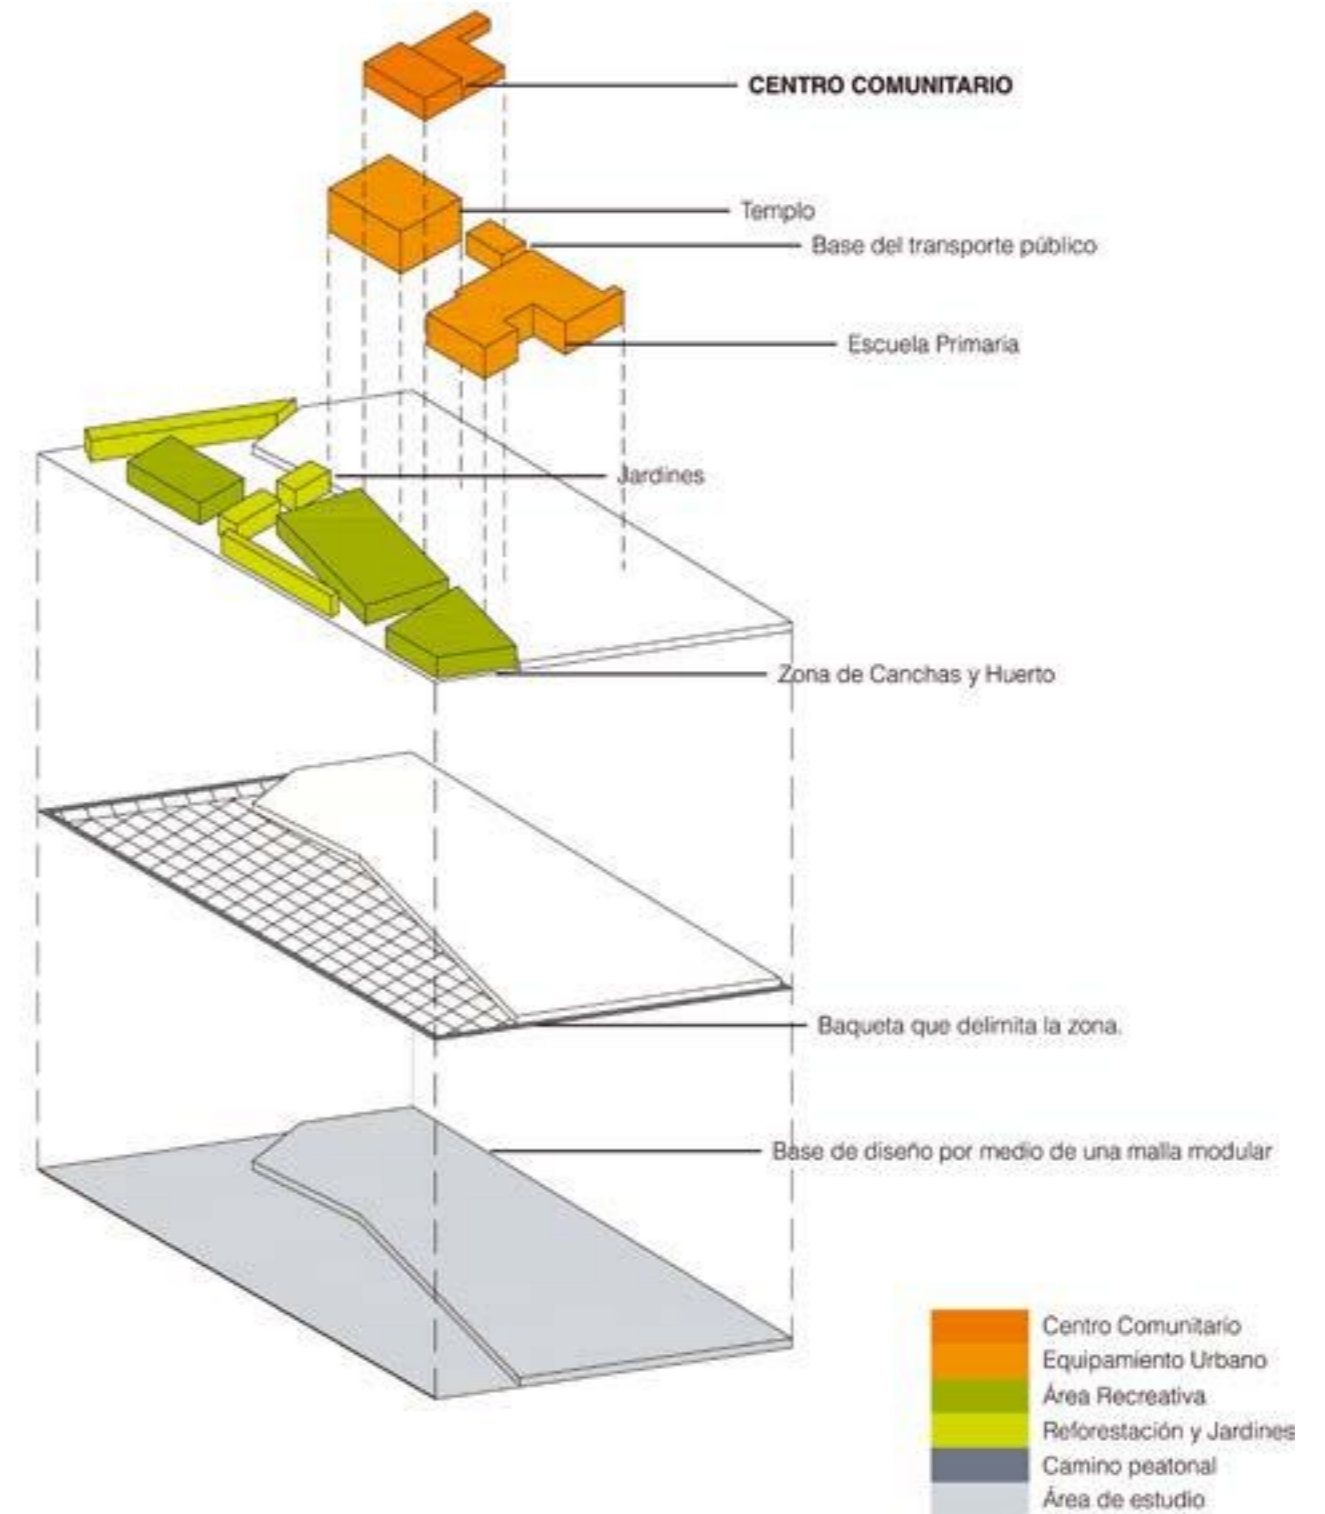 CENTRO COMUNITARIO
Templo
Base del transporte público
Escuela Primaria
Jardines
Zona de Canchas y Huerto
Baqueta que delimita la zona.
Base de diseño por medio de una malla modular
Centro Comunitario
Equipamiento Urbano
Área Recreativa
Reforestación y Jardines
Camino peatonal
Área de estudio